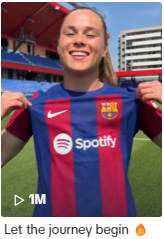 Spotify
1M
Let the journey begin 🔥